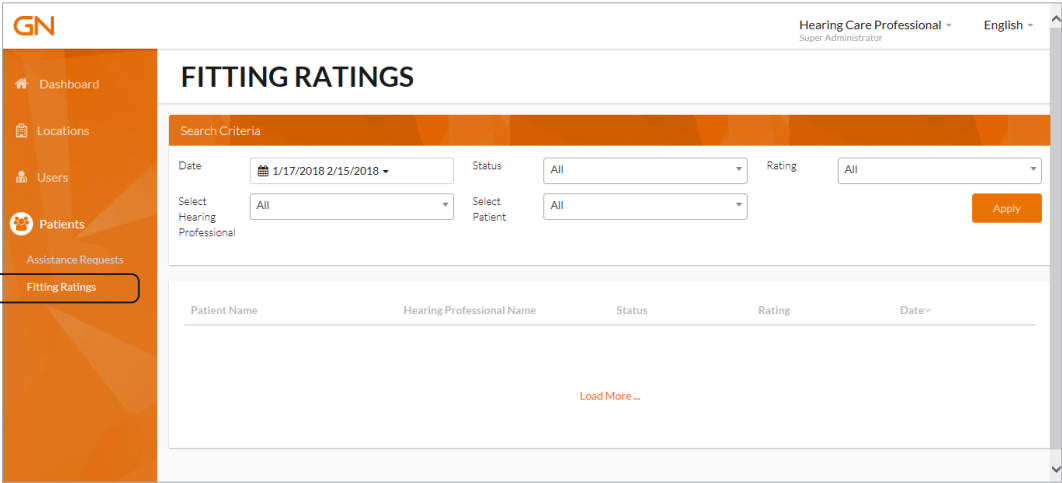 GN
Hearing Care Professional
English
Super Administrator
Dashboard
Locations
Users
Patients
Assistance Requests
Fitting Ratings
FITTING RATINGS
Search Criteria
Date
1/17/2018 2/15/2018
Status
All
Rating
All
Select
Hearing
Professional
All
Select
Patient
All
Apply
Patient Name
Hearing Professional Name
Status
Rating
Date
Load More ...